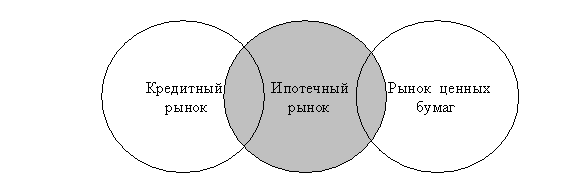 Кредитный
рынок
Ипотечный
рынок
Рынок ценных
бумаг